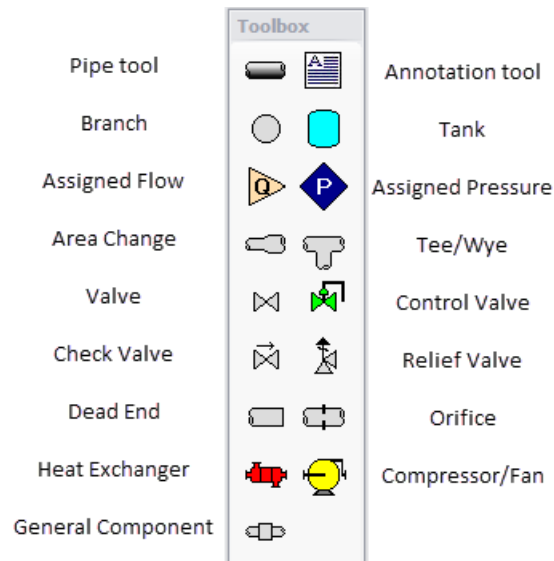 Toolbox
Pipe tool
A
Annotation tool
Branch
Tank
Assigned Flow
Q
P
Assigned Pressure
Area Change
Tee/Wye
Valve
Control Valve
Check Valve
Relief Valve
Dead End
Orifice
Heat Exchanger
Compressor/Fan
General Component